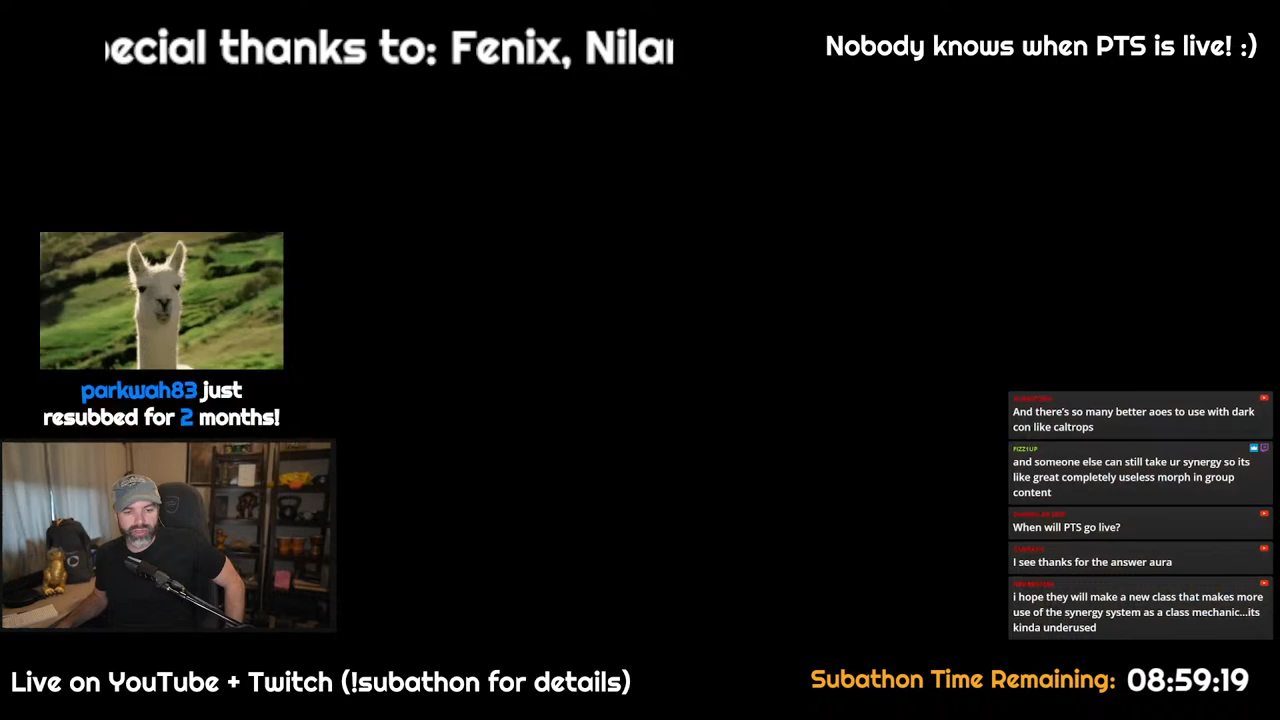 ecial thanks to: Fenix, Nila
Nobody knows when PTS is live! :)
parkwah83 just
resubbed for 2 months!
And there's so many better aoes to use with dark
con like caltrops
FIZZ1UP
and someone else can still take ur synergy so its
like great completely useless morph in group
content
When will PTS go live?
I see thanks for the answer aura
i hope they will make a new class that makes more
use of the synergy system as a class mechanic...its
kinda underused
Live on YouTube + Twitch (!subathon for details)
Subathon Time Remaining: 08:59:19